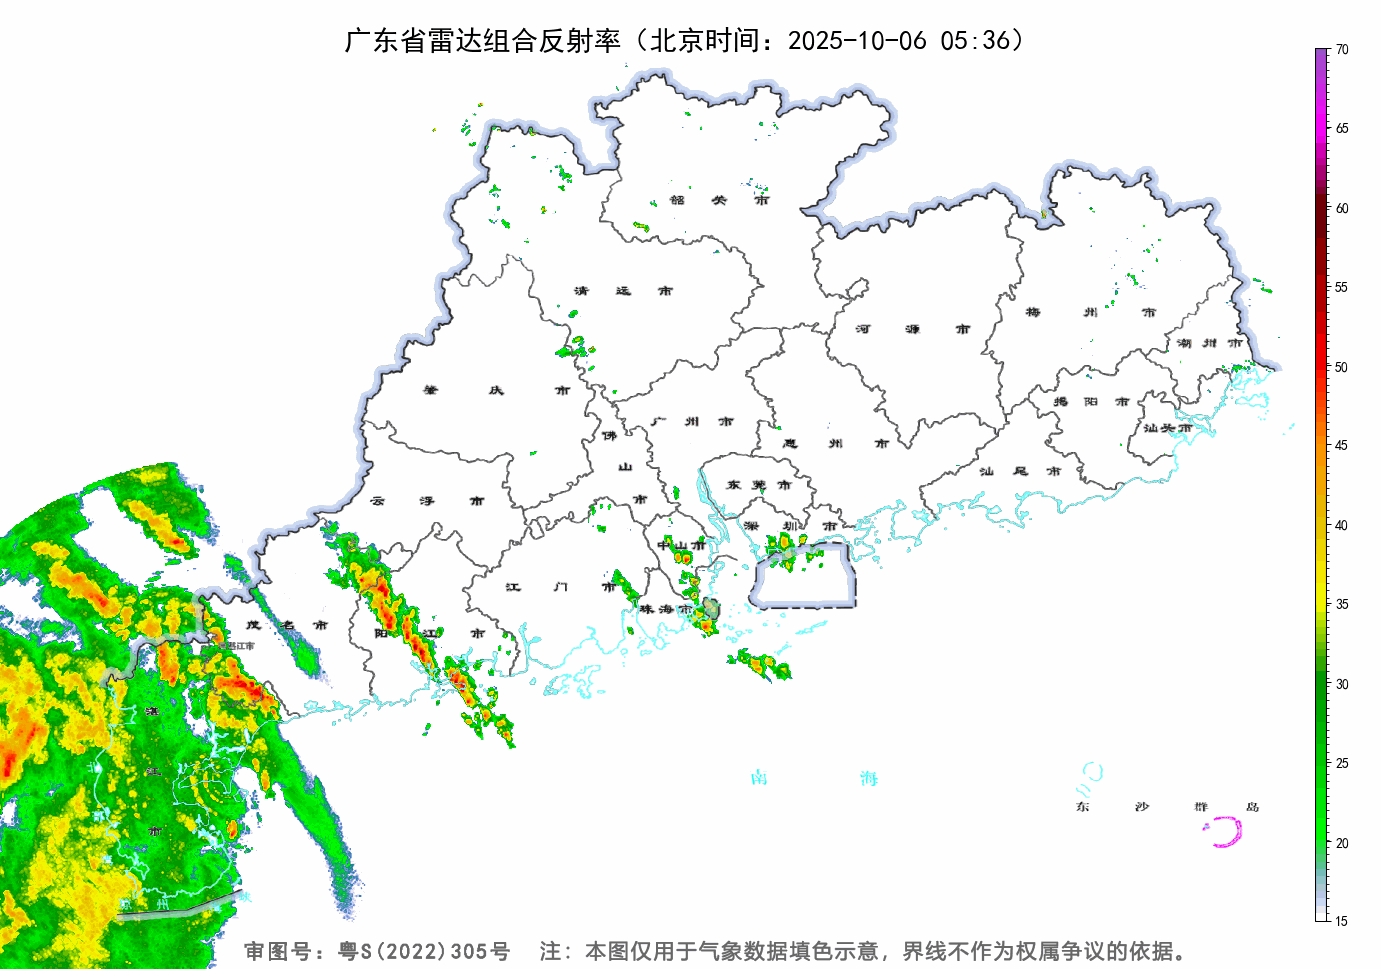 广东省雷达组合反射率（北京时间：2025-10-06 05:36）
70
65
60
55
50
45
40
35
30
25
20
15
韶关市
清远市
河源市
梅州市
潮州市
肇庆市
广州市
佛山市
惠州市
揭阳市
汕头市
汕尾市
云浮市
东莞市
深圳市
中山市
江门市
珠海市
茂名市
阳江市
湛江市
南海
东沙群岛
审图号：粤S(2022)305号 注：本图仅用于气象数据填色示意，界线不作为权属争议的依据。